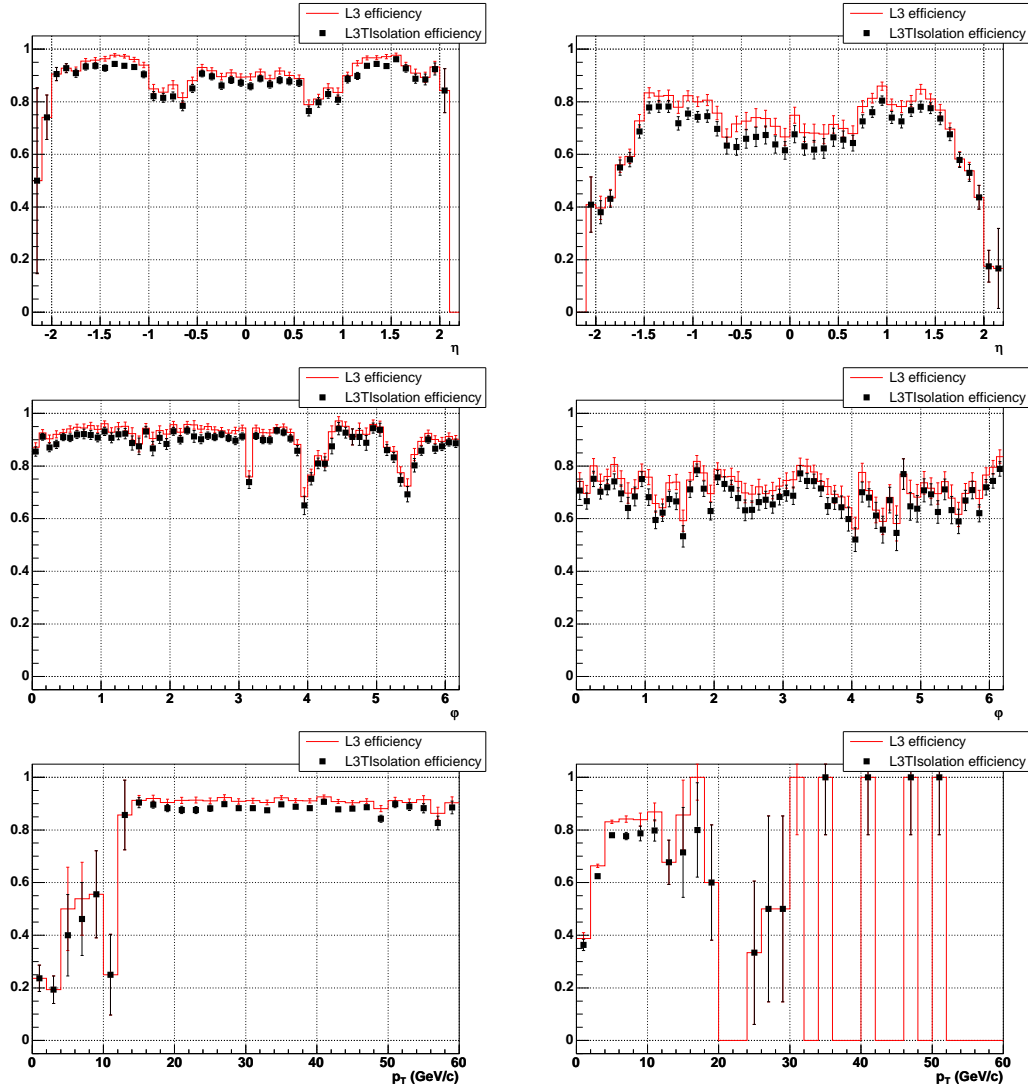 L3 efficiency
L3TIsolation efficiency
1
0.8
0.6
0.4
0.2
0
-2 -1.5 -1 -0.5 0 0.5 1 1.5 2
η
L3 efficiency
L3TIsolation efficiency
1
0.8
0.6
0.4
0.2
0
-2 -1.5 -1 -0.5 0 0.5 1 1.5 2
η
L3 efficiency
L3TIsolation efficiency
1
0.8
0.6
0.4
0.2
0
0 1 2 3 4 5 6
φ
L3 efficiency
L3TIsolation efficiency
1
0.8
0.6
0.4
0.2
0
0 1 2 3 4 5 6
φ
L3 efficiency
L3TIsolation efficiency
1
0.8
0.6
0.4
0.2
0
0 10 20 30 40 50 60
p_T (GeV/c)
L3 efficiency
L3TIsolation efficiency
1
0.8
0.6
0.4
0.2
0
0 10 20 30 40 50 60
p_T (GeV/c)